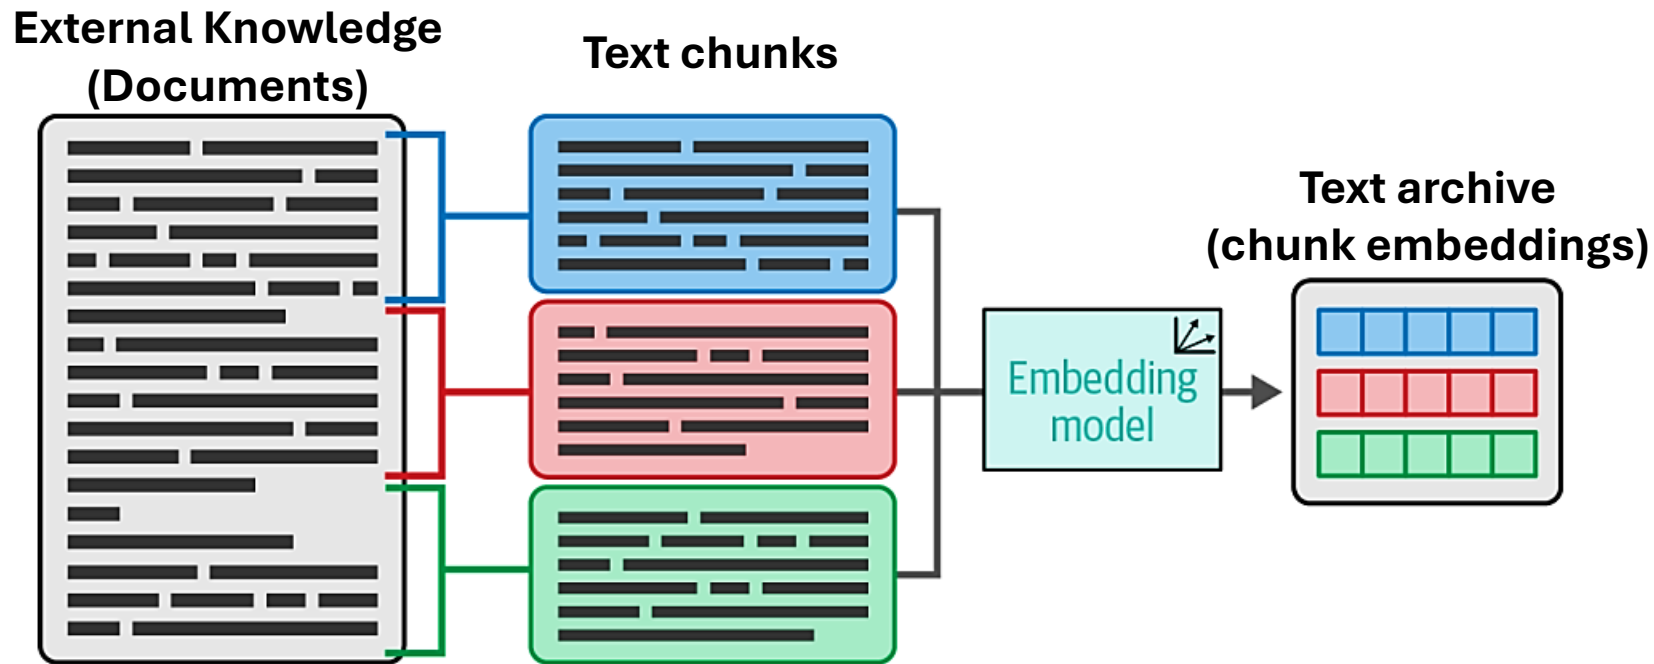 External Knowledge
(Documents)
Text chunks
Text archive
(chunk embeddings)
Embedding
model